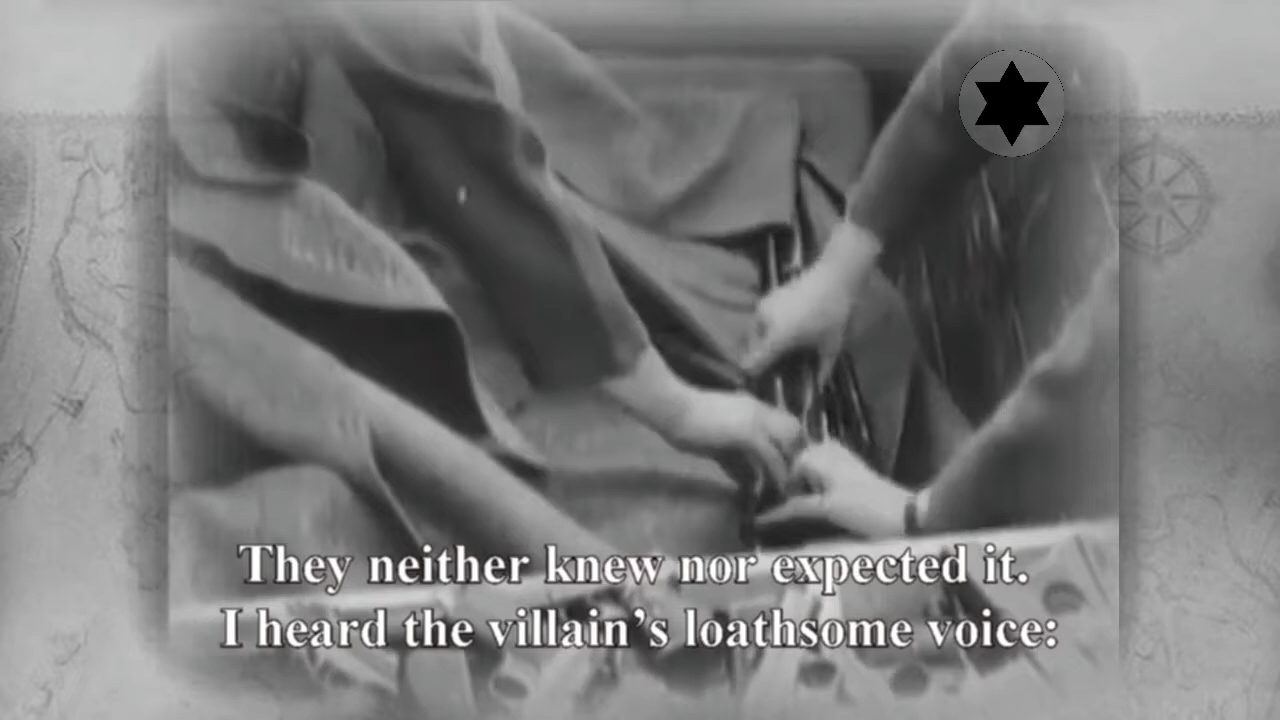 They neither knew nor expected it.
I heard the villain’s loathsome voice: